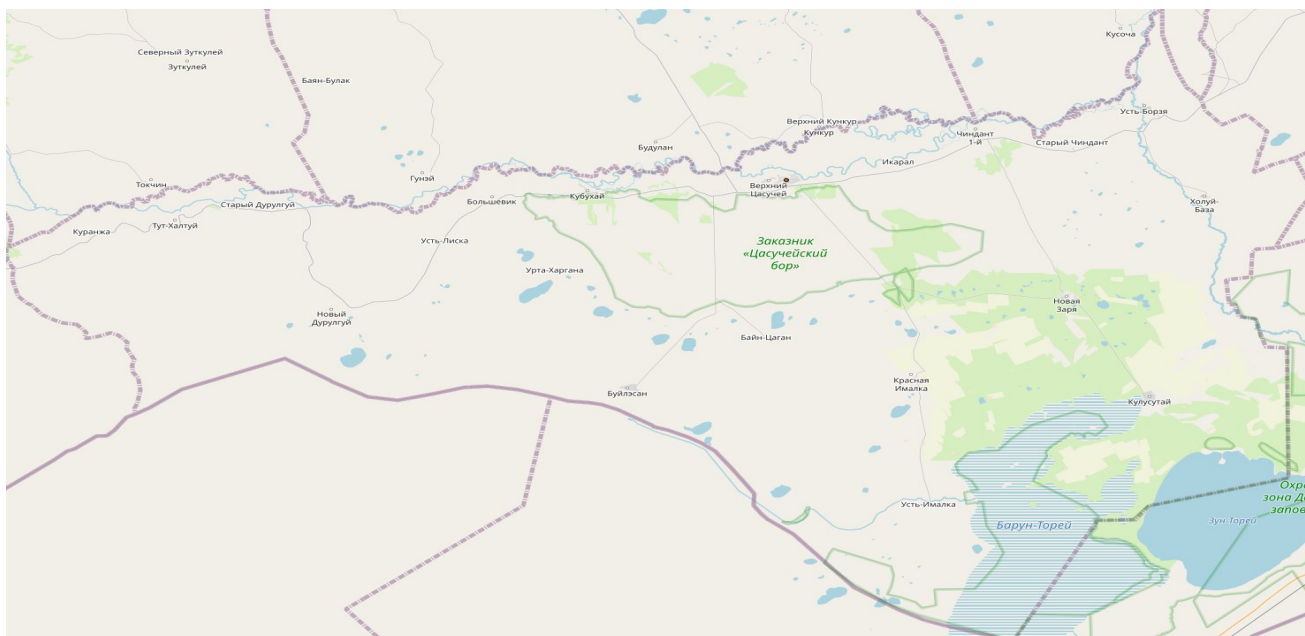 Кусоча
Северный Зуткулей
Зуткулей
Баян-Булак
Усть-Борзя
Верхний Кункур
Кункур
Чиндант
1-й
Старый Чиндант
Будулан
Икарал
Гунэй
Токчин
Верхний
Цасучей
Кубухай
Большевик
Холуй-
База
Старый Дурулгуй
Тут-Халтуй
Куранжа
Усть-Лиска
Заказник
«Цасучейский
бор»
Урта-Харгана
Новая
Заря
Новый
Дурулгуй
Байн-Цаган
Красная
Ималка
Буйлэсан
Кулусутай
Усть-Ималка
Барун-Торей
Зун-Торей